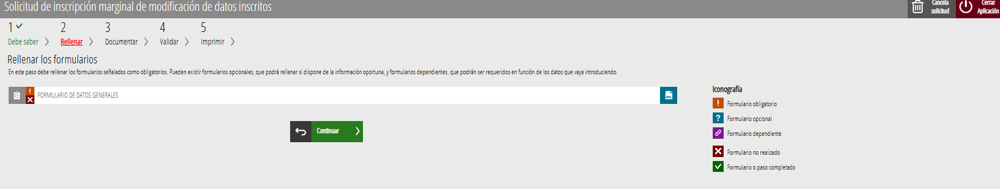 Solicitud de inscripción marginal de modificación de datos inscritos
Cancela solicitud
Cerrar Aplicación
1 2 3 4 5
Debe saber Rellenar Documentar Validar Imprimir
Rellenar los formularios
En este paso debe rellenar los formularios señalados como obligatorios. Pueden existir formularios opcionales, que podrá rellenar si dispone de la información oportuna, y formularios dependientes, que podrán ser requeridos en función de los datos que vaya introduciendo.
FORMULARIO DE DATOS GENERALES
XML
Continuar
Iconografía
! Formulario obligatorio
? Formulario opcional
Formulario dependiente
Formulario no realizado
Formulario o paso completado